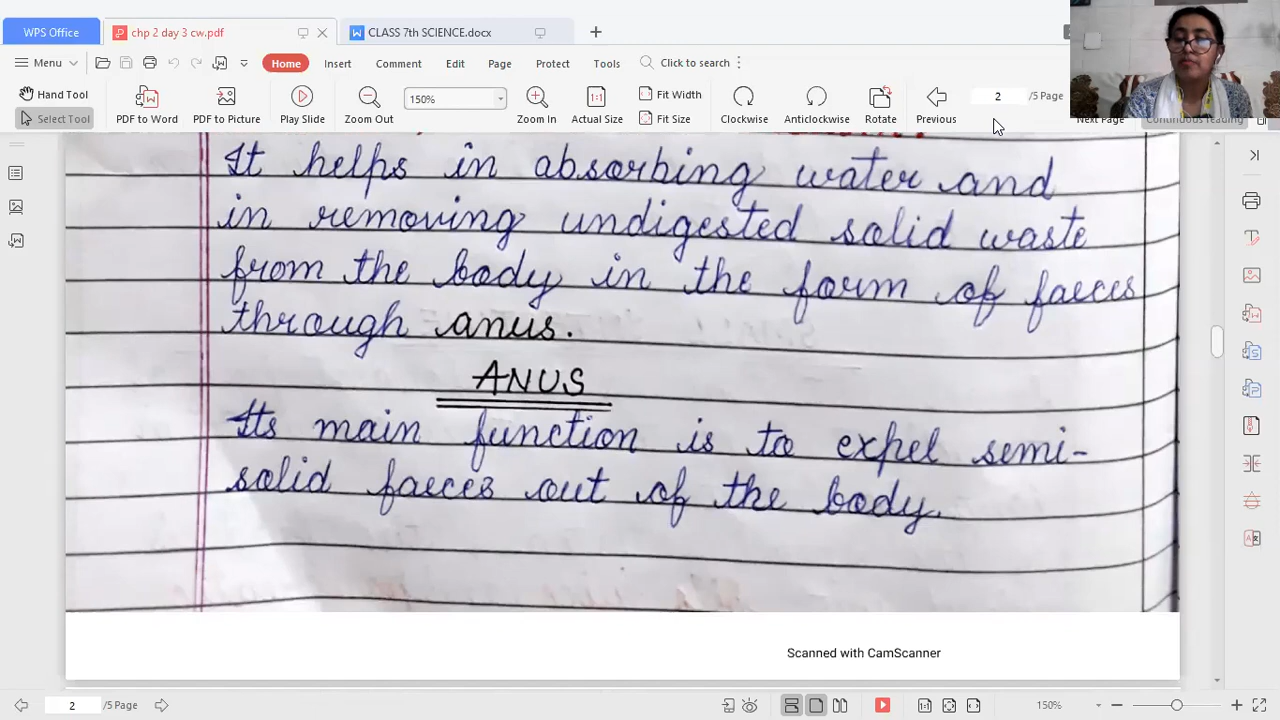 WPS Office
chp 2 day 3 cw.pdf
CLASS 7th SCIENCE.docx
Menu
Home
Insert
Comment
Edit
Page
Protect
Tools
Click to search
Hand Tool
Select Tool
PDF to Word
PDF to Picture
Play Slide
Zoom Out
150%
Zoom In
Actual Size
Fit Width
Fit Size
Clockwise
Anticlockwise
Rotate
Previous
2
/5 Page
Next Page
Continuous reading
It helps in absorbing water and
in removing undigested solid waste
from the body in the form of faeces
through anus.
ANUS
Its main function is to expel semi-
solid faeces out of the body.
Scanned with CamScanner
2
/5 Page
150%